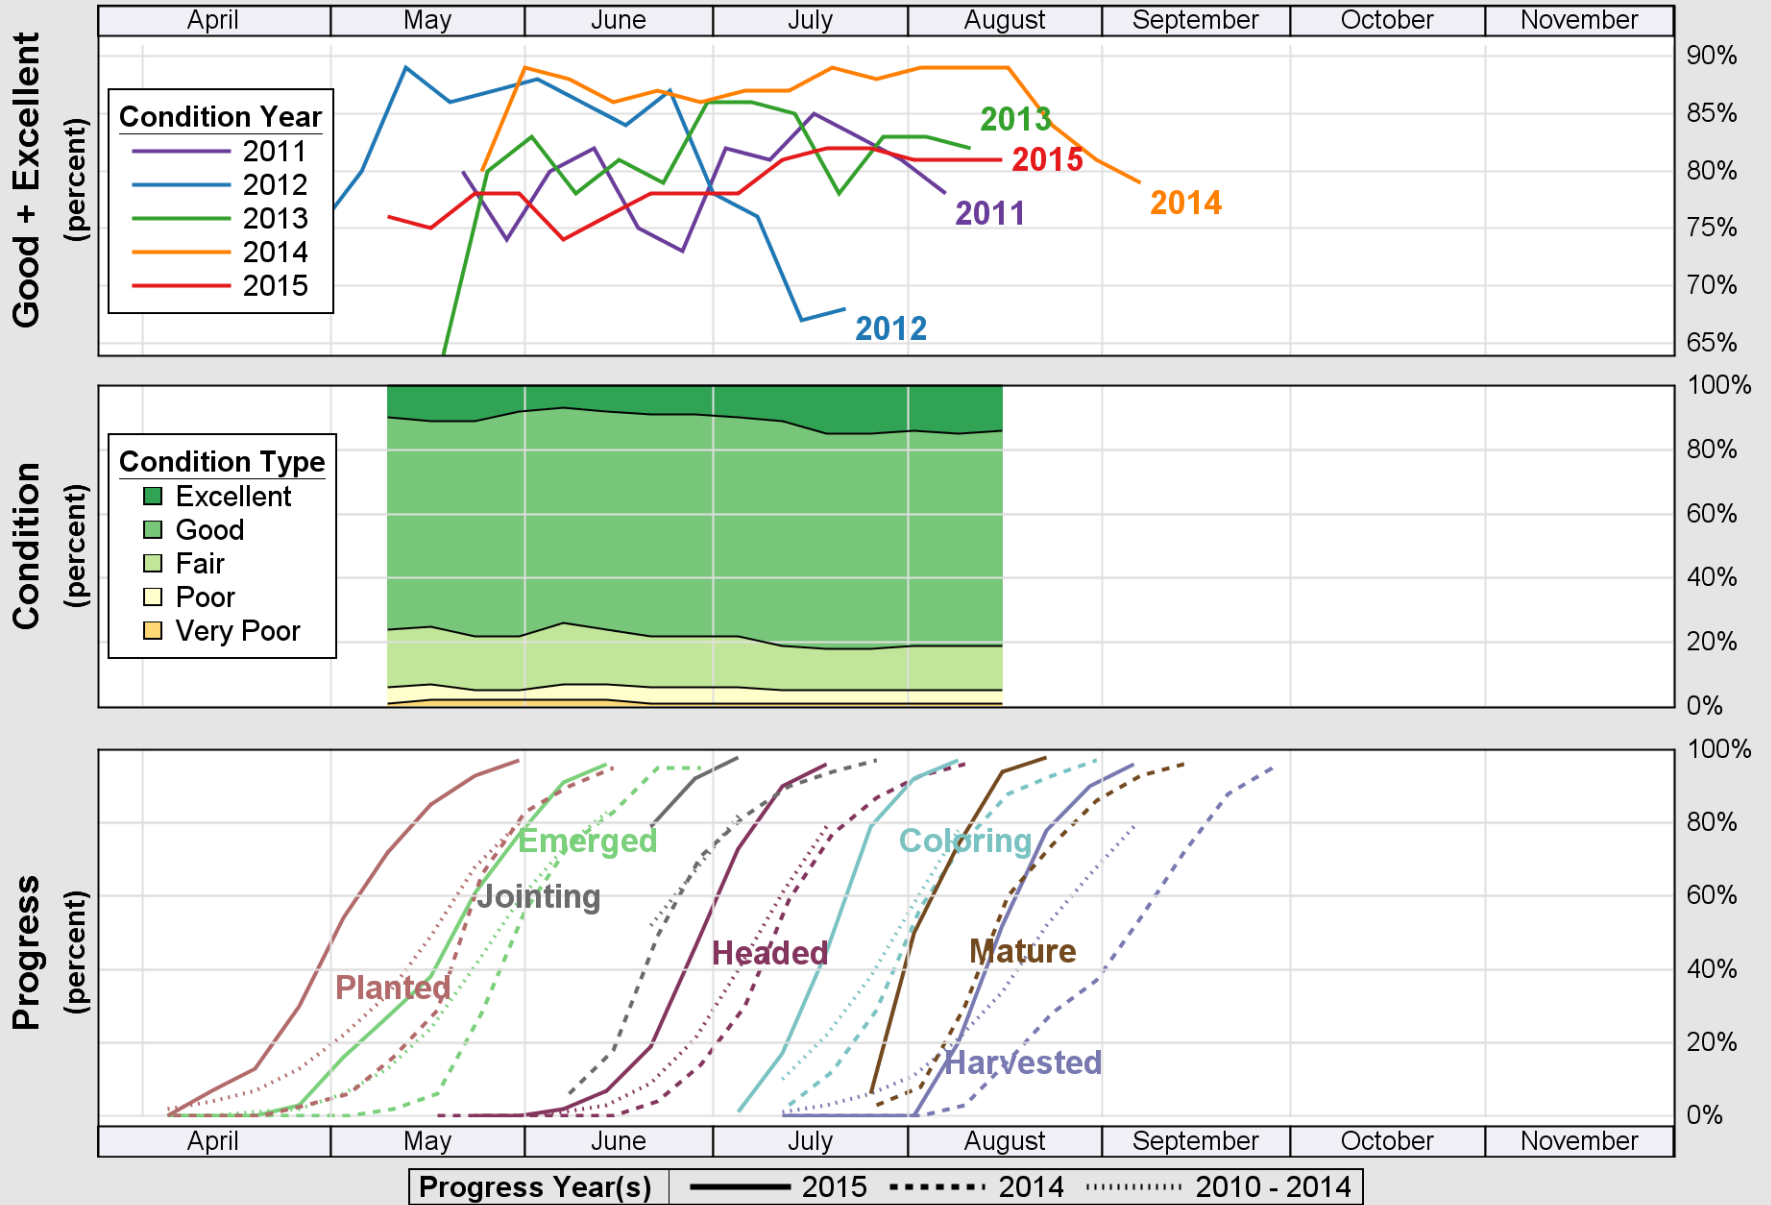 April May June July August September October November
Good + Excellent
(percent)
Condition Year
2011
2012
2013
2014
2015
2013
2015
2014
2011
2012
90%
85%
80%
75%
70%
65%
Condition
(percent)
Condition Type
Excellent
Good
Fair
Poor
Very Poor
100%
80%
60%
40%
20%
0%
Progress
(percent)
Emerged
Coloring
Jointing
Headed
Mature
Planted
Harvested
100%
80%
60%
40%
20%
0%
April May June July August September October November
Progress Year(s) 2015 2014 2010 - 2014